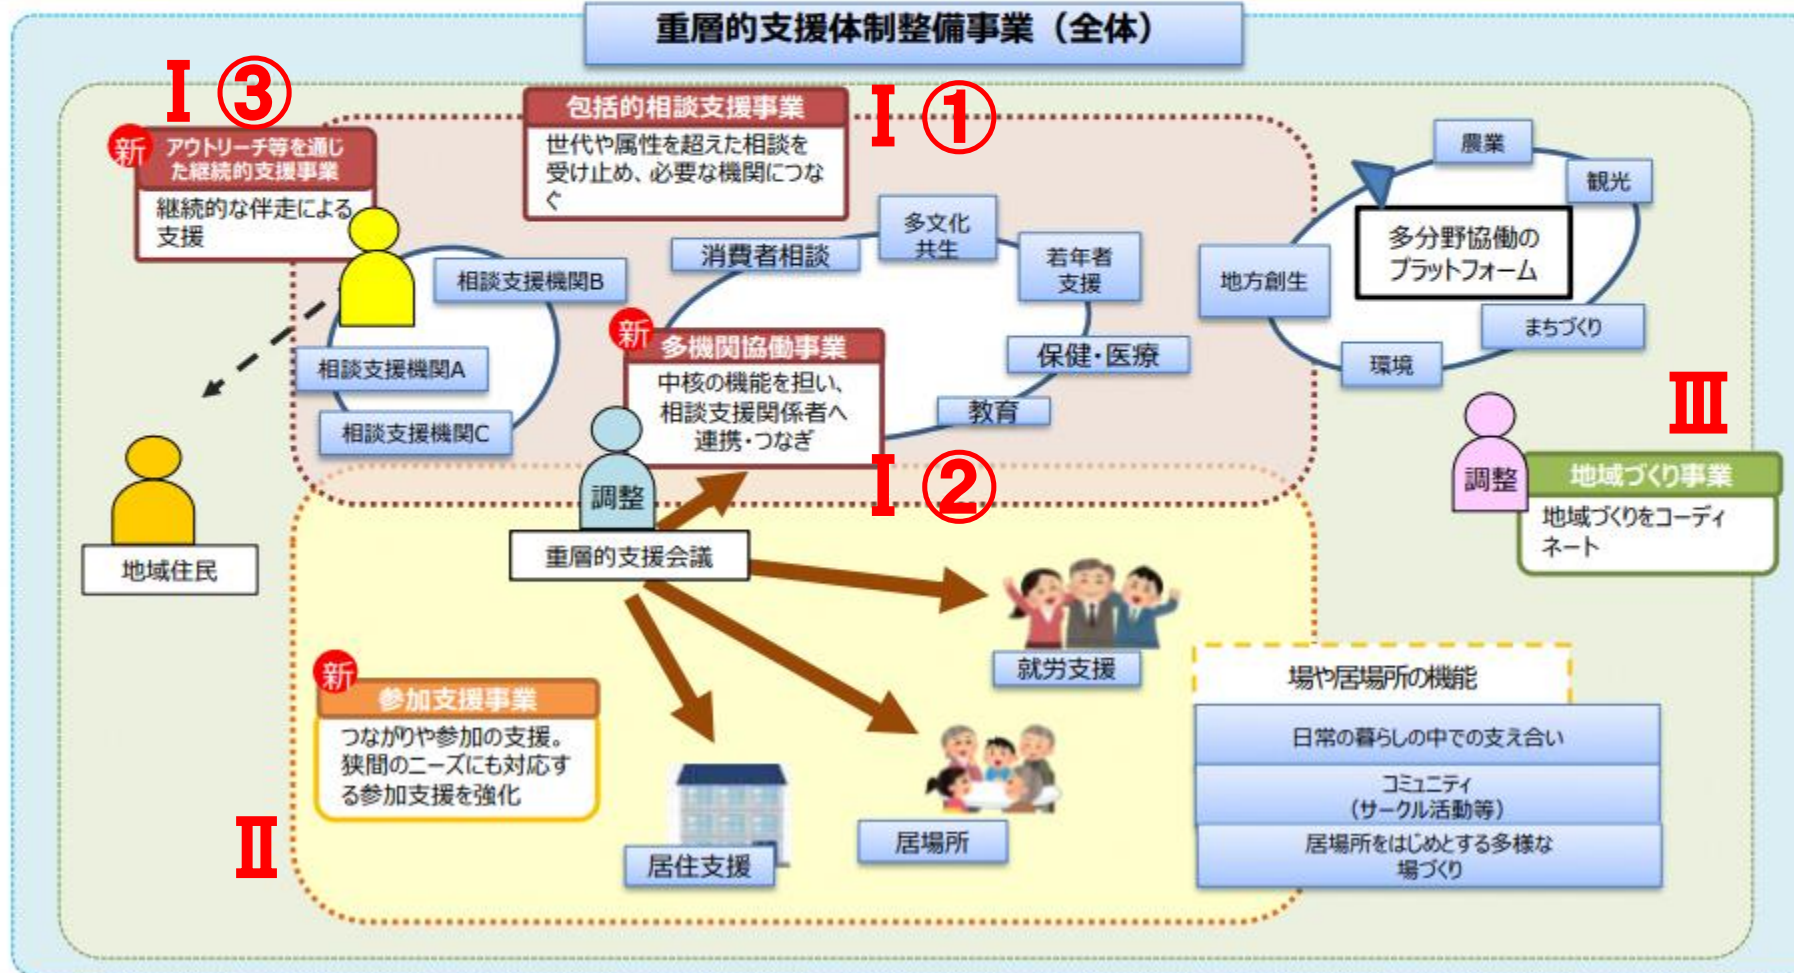 重層的支援体制整備事業（全体）
Ⅰ ③
新
アウトリーチ等を通じ
た継続的支援事業
継続的な伴走による
支援
包括的相談支援事業
世代や属性を超えた相談を
受け止め、必要な機関につな
ぐ
Ⅰ ①
相談支援機関B
相談支援機関A
相談支援機関C
消費者相談
多文化
共生
若年者
支援
保健・医療
教育
新
多機関協働事業
中核の機能を担い、
相談支援関係者へ
連携・つなぎ
Ⅰ ②
農業
観光
多分野協働の
プラットフォーム
地方創生
まちづくり
環境
Ⅲ
調整
地域づくり事業
地域づくりをコーディ
ネート
地域住民
調整
重層的支援会議
新
参加支援事業
つながりや参加の支援。
狭間のニーズにも対応す
る参加支援を強化
Ⅱ
就労支援
居場所
居住支援
場や居場所の機能
日常の暮らしの中での支え合い
コミュニティ
（サークル活動等）
居場所をはじめとする多様な
場づくり